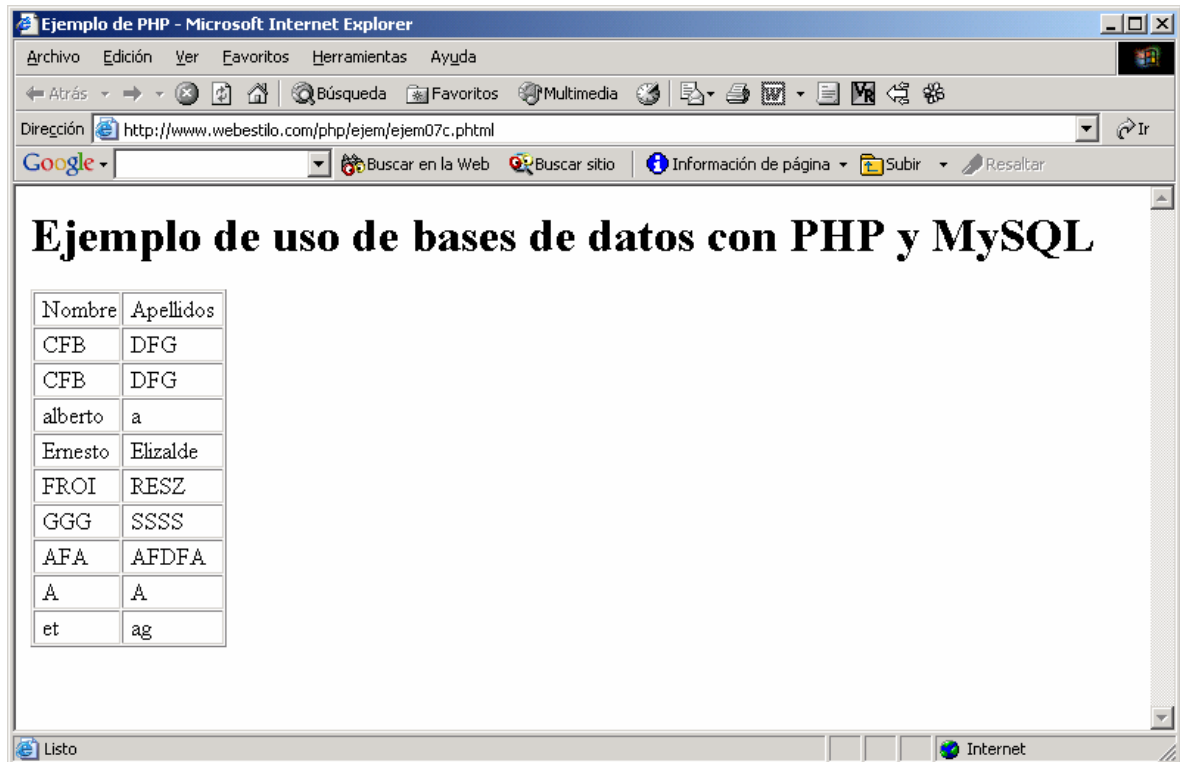 Ejemplo de PHP - Microsoft Internet Explorer
Archivo Edición Ver Favoritos Herramientas Ayuda
Atrás Búsqueda Favoritos Multimedia
Dirección http://www.webestilo.com/php/ejem/ejem07c.phtml Ir
Google Buscar en la Web Buscar sitio Información de página Subir Resaltar
Ejemplo de uso de bases de datos con PHP y MySQL
Nombre Apellidos
CFB DFG
CFB DFG
alberto a
Ernesto Elizalde
FROI RESZ
GGG SSSS
AFA AFDFA
A A
et ag
Listo Internet